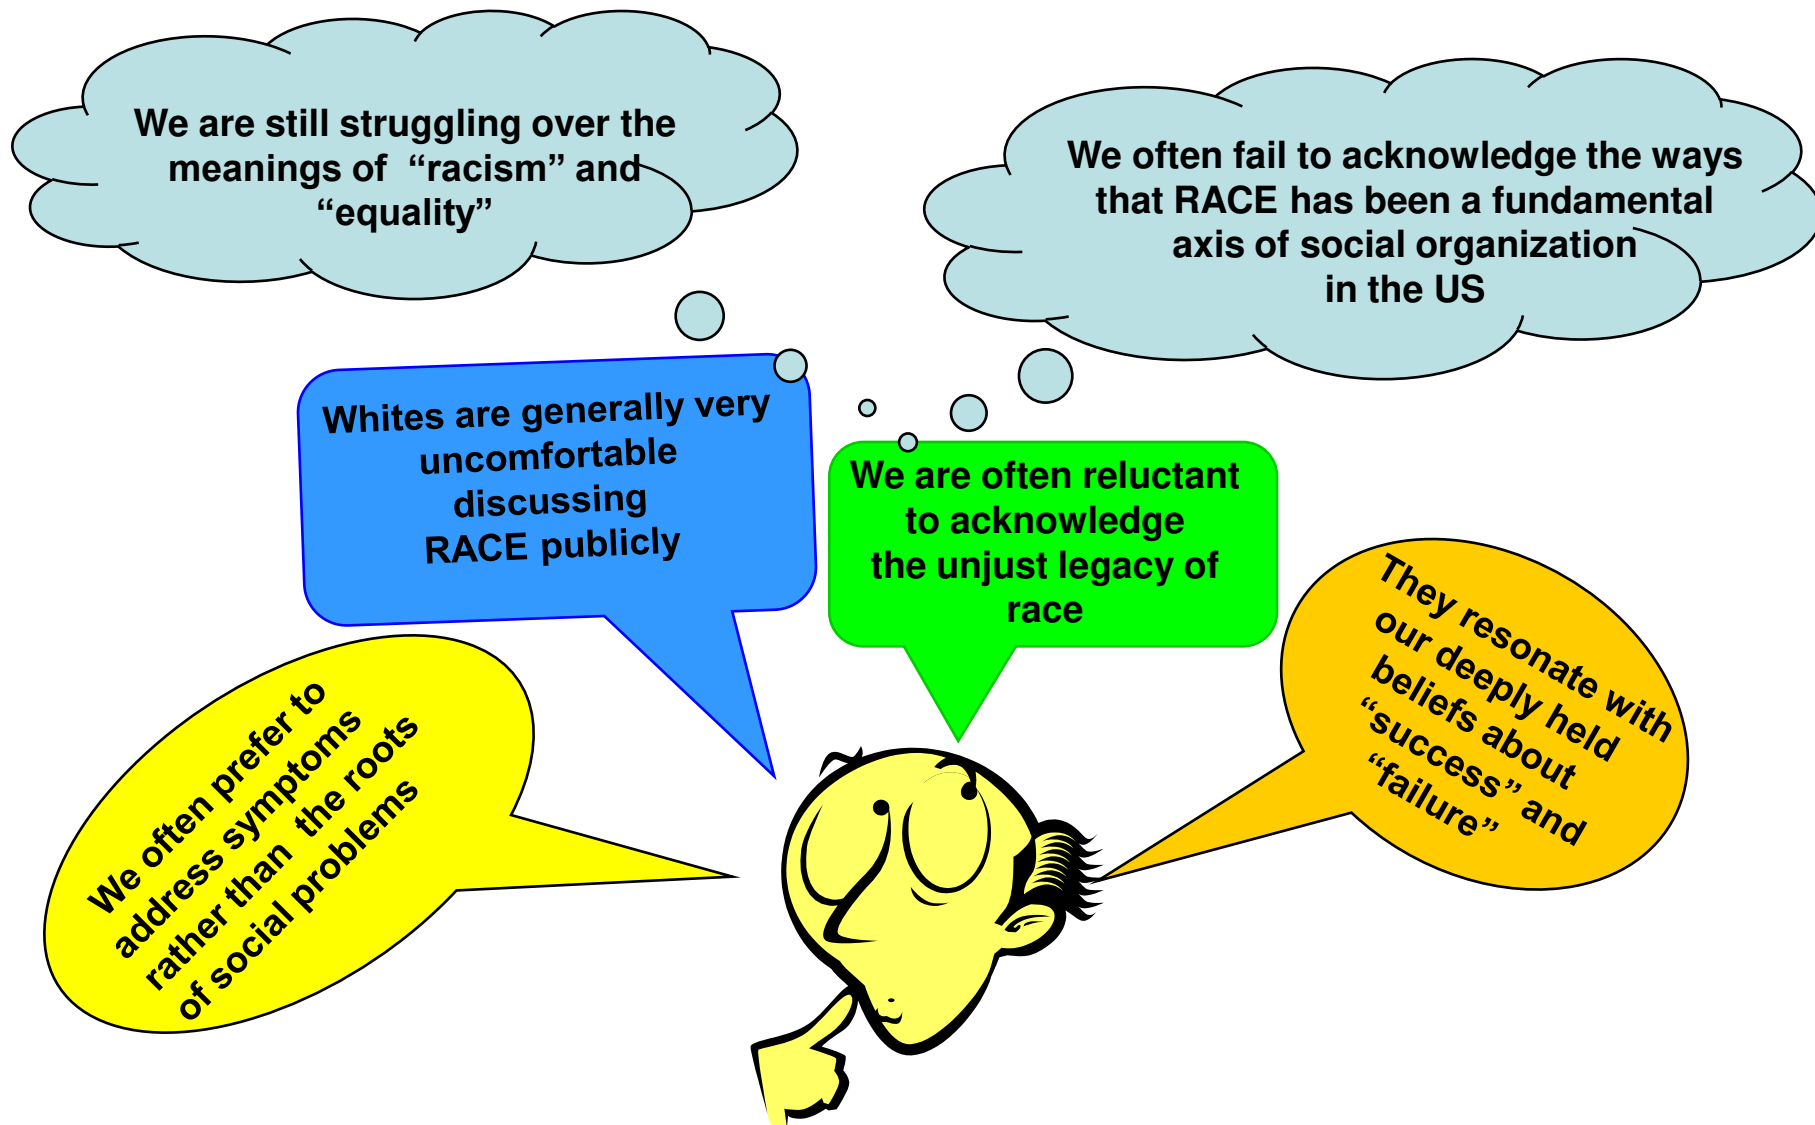 We are still struggling over the
meanings of “racism” and
“equality”
We often fail to acknowledge the ways
that RACE has been a fundamental
axis of social organization
in the US
Whites are generally very
uncomfortable
discussing
RACE publicly
We are often reluctant
to acknowledge
the unjust legacy of
race
They resonate with
our deeply held
beliefs about
“success” and
“failure”
We often prefer to
address symptoms
rather than the roots
of social problems